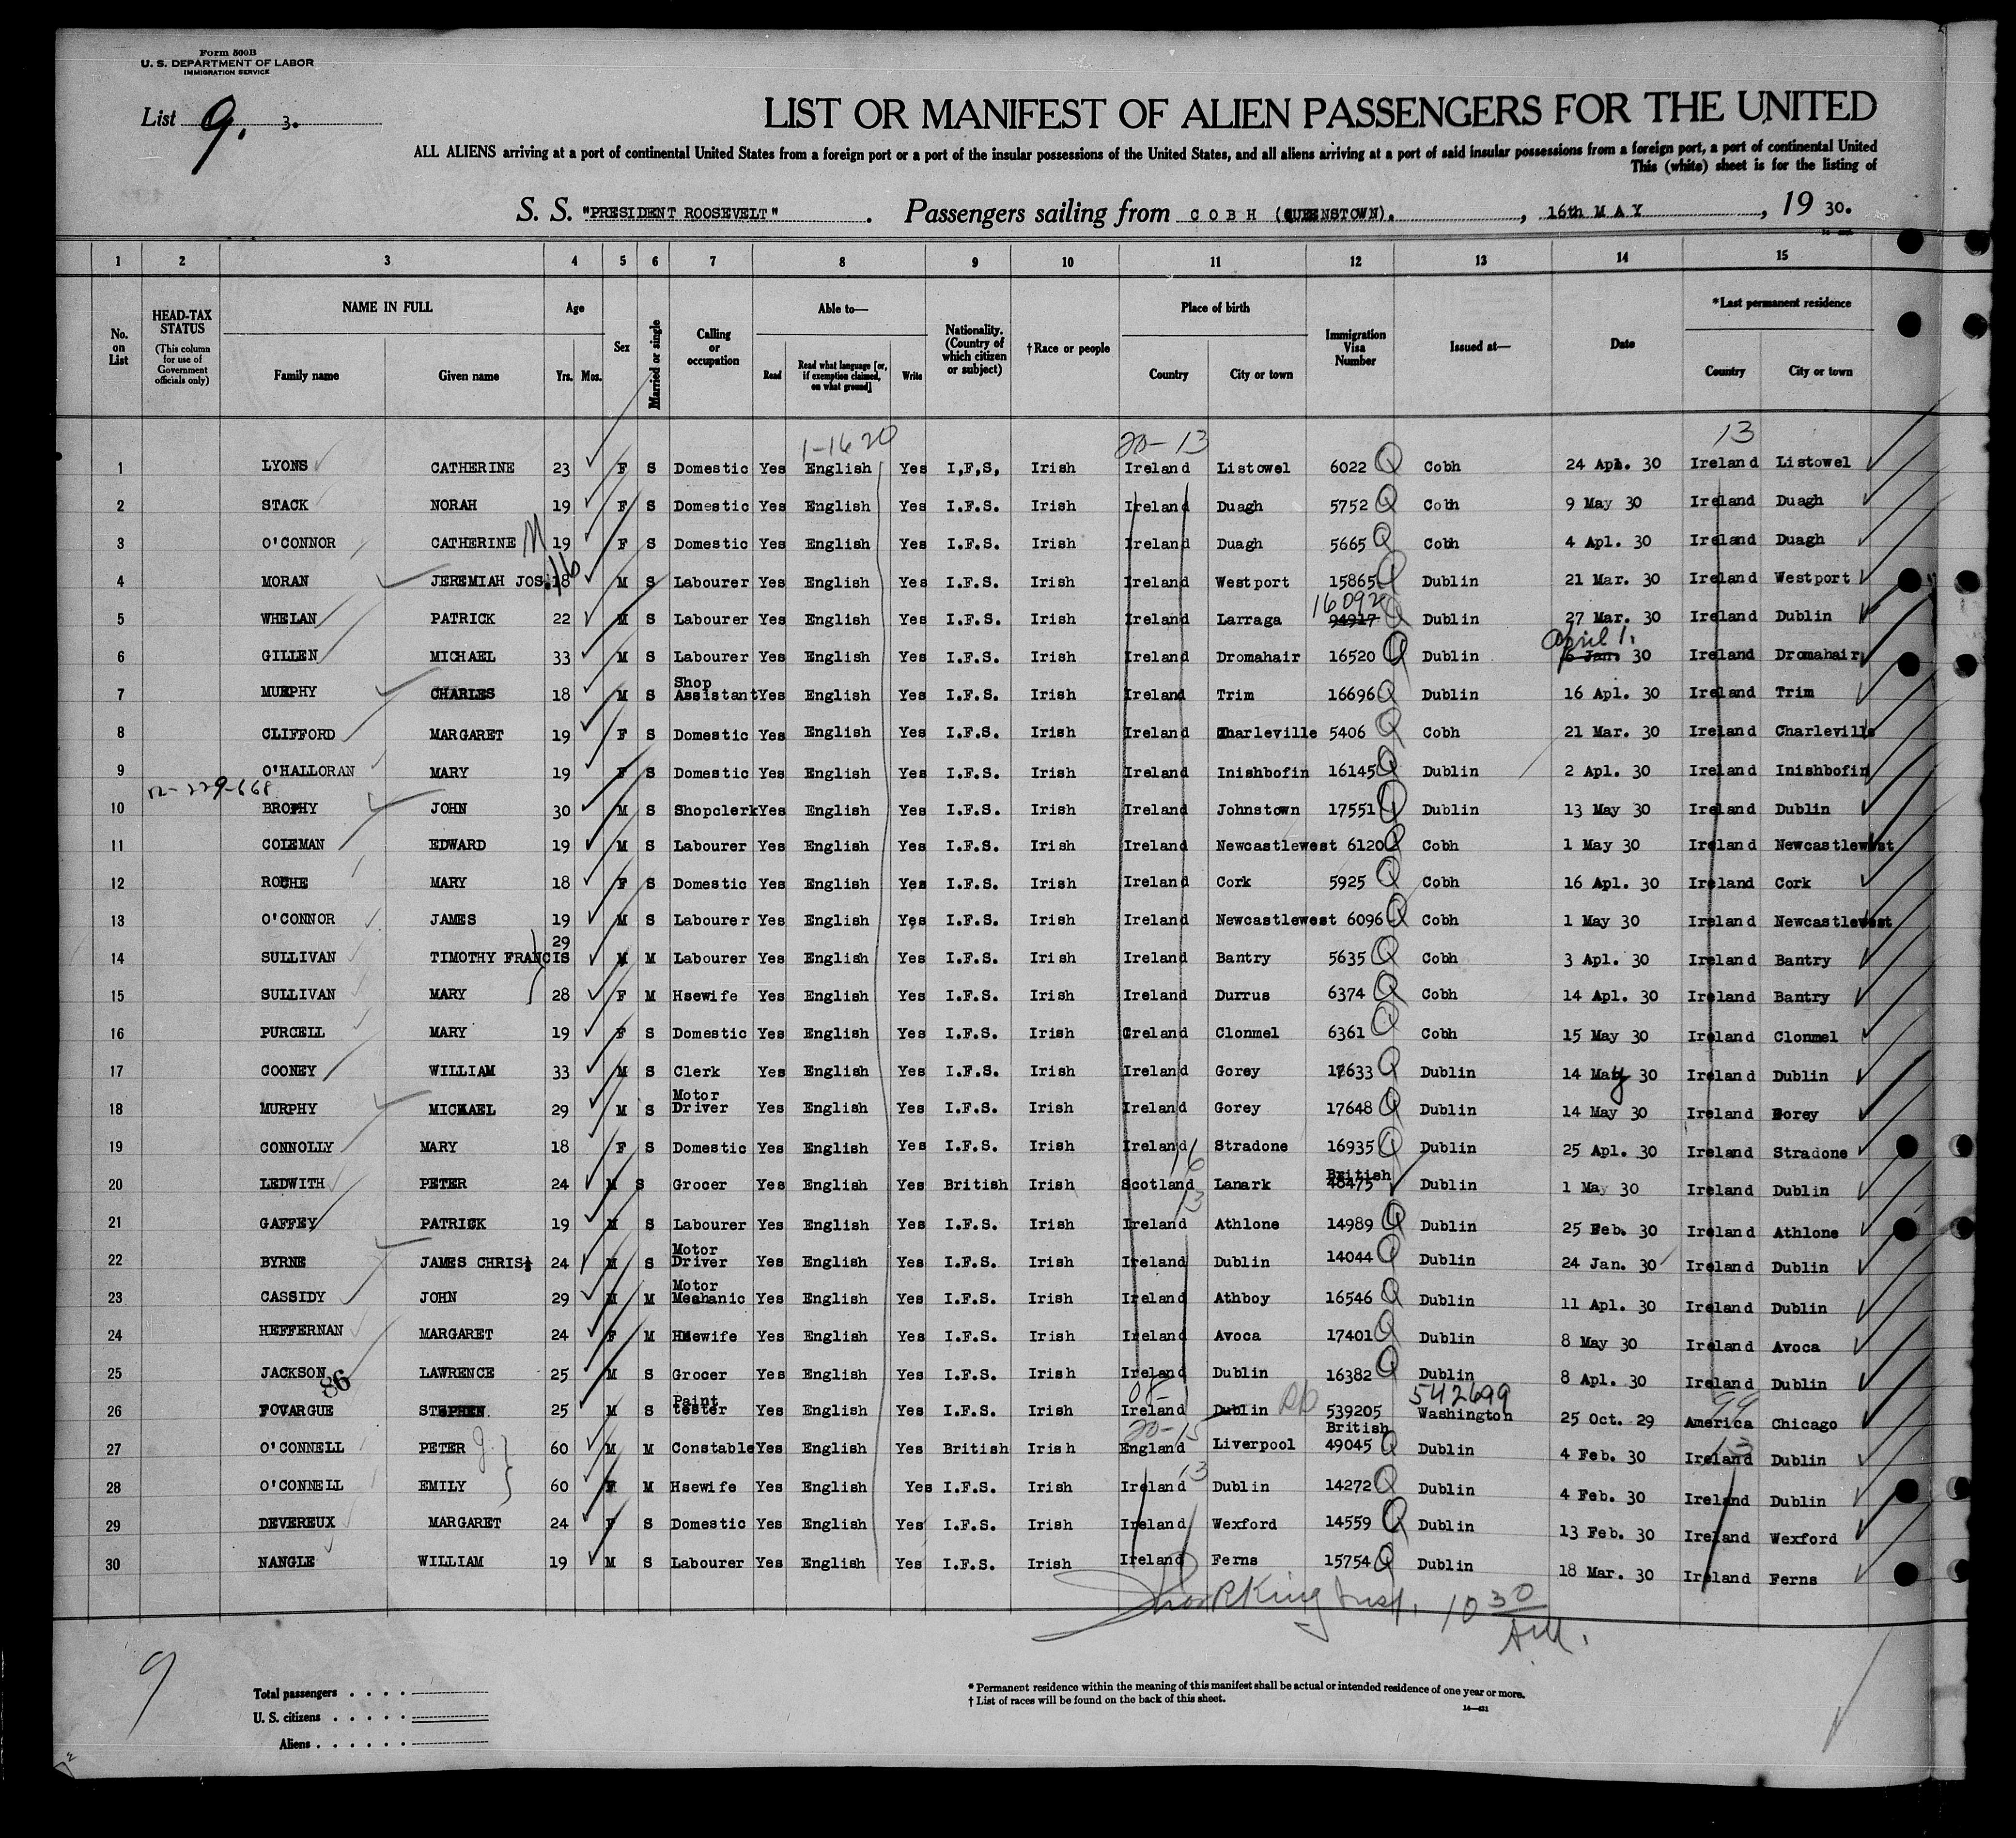 Form 500B
U. S. DEPARTMENT OF LABOR
IMMIGRATION SERVICE
List 9. 3.
LIST OR MANIFEST OF ALIEN PASSENGERS FOR THE UNITED
ALL ALIENS arriving at a port of continental United States from a foreign port or a port of the insular possessions of the United States, and all aliens arriving at a port of said insular possessions from a foreign port, a port of continental United
This (white) sheet is for the listing of
S. S. "PRESIDENT ROOSEVELT" . Passengers sailing from COBH (QUEENSTOWN). , 16th MAY , 19 30.
1 2 3 4 5 6 7 8 9 10 11 12 13 14 15
No. on List HEAD-TAX STATUS (This column for use of Government officials only) NAME IN FULL Family name Given name Age Yrs. Mos. Sex Married or single Calling or occupation Able to— Read Read what language [or, if exemption claimed, on what ground] Write Nationality. (Country of which citizen or subject) †Race or people Place of birth Country City or town Immigration Visa Number Issued at— Date *Last permanent residence Country City or town
1-1620 20-13 13
1 LYONS CATHERINE 23 F S Domestic Yes English Yes I,F,S, Irish Ireland Listowel 6022 Q Cobh 24 Apl. 30 Ireland Listowel
2 STACK NORAH 19 F S Domestic Yes English Yes I.F.S. Irish Ireland Duagh 5752 Q Cobh 9 May 30 Ireland Duagh
3 O'CONNOR CATHERINE M 19 F S Domestic Yes English Yes I.F.S. Irish Ireland Duagh 5665 Q Cobh 4 Apl. 30 Ireland Duagh
4 MORAN JEREMIAH JOS. 18 16 M S Labourer Yes English Yes I.F.S. Irish Ireland Westport 15865 Q Dublin 21 Mar. 30 Ireland Westport
5 WHELAN PATRICK 22 M S Labourer Yes English Yes I.F.S. Irish Ireland Larraga 16092 94917 Q Dublin 27 Mar. 30 Ireland Dublin
6 GILLEN MICHAEL 33 M S Labourer Yes English Yes I.F.S. Irish Ireland Dromahair 16520 Q Dublin April 1. 6 Jan. 30 Ireland Dromahair
7 MURPHY CHARLES 18 M S Shop Assistant Yes English Yes I.F.S. Irish Ireland Trim 16696 Q Dublin 16 Apl. 30 Ireland Trim
8 CLIFFORD MARGARET 19 F S Domestic Yes English Yes I.F.S. Irish Ireland Charleville 5406 Q Cobh 21 Mar. 30 Ireland Charleville
9 O'HALLORAN MARY 19 F S Domestic Yes English Yes I.F.S. Irish Ireland Inishbofin 16145 Q Dublin 2 Apl. 30 Ireland Inishbofin
12-229-668
10 BROPHY JOHN 30 M S Shopclerk Yes English Yes I.F.S. Irish Ireland Johnstown 17551 Q Dublin 13 May 30 Ireland Dublin
11 COLEMAN EDWARD 19 M S Labourer Yes English Yes I.F.S. Irish Ireland Newcastlewest 6120 Q Cobh 1 May 30 Ireland Newcastlewest
12 ROCHE MARY 18 F S Domestic Yes English Yes I.F.S. Irish Ireland Cork 5925 Q Cobh 16 Apl. 30 Ireland Cork
13 O'CONNOR JAMES 19 M S Labourer Yes English Yes I.F.S. Irish Ireland Newcastlewest 6096 Q Cobh 1 May 30 Ireland Newcastlewest
14 SULLIVAN TIMOTHY FRANCIS 29 M M Labourer Yes English Yes I.F.S. Irish Ireland Bantry 5635 Q Cobh 3 Apl. 30 Ireland Bantry
15 SULLIVAN MARY 28 F M Hsewife Yes English Yes I.F.S. Irish Ireland Durrus 6374 Q Cobh 14 Apl. 30 Ireland Bantry
16 PURCELL MARY 19 F S Domestic Yes English Yes I.F.S. Irish Ireland Clonmel 6361 Q Cobh 15 May 30 Ireland Clonmel
17 COONEY WILLIAM 33 M S Clerk Yes English Yes I.F.S. Irish Ireland Gorey 17633 Q Dublin 14 May 30 Ireland Dublin
18 MURPHY MICHAEL 29 M S Motor Driver Yes English Yes I.F.S. Irish Ireland Gorey 17648 Q Dublin 14 May 30 Ireland Gorey
19 CONNOLLY MARY 18 F S Domestic Yes English Yes I.F.S. Irish Ireland Stradone 16935 Q Dublin 25 Apl. 30 Ireland Stradone
20 LEDWITH PETER 24 M S Grocer Yes English Yes British Irish Scotland 16 Lanark British 48475 Dublin 1 May 30 Ireland Dublin
21 GAFFEY PATRICK 19 M S Labourer Yes English Yes I.F.S. Irish Ireland 13 Athlone 14989 Q Dublin 25 Feb. 30 Ireland Athlone
22 BYRNE JAMES CHRIST 24 M S Motor Driver Yes English Yes I.F.S. Irish Ireland Dublin 14044 Q Dublin 24 Jan. 30 Ireland Dublin
23 CASSIDY JOHN 29 M M Motor Mechanic Yes English Yes I.F.S. Irish Ireland Athboy 16546 Q Dublin 11 Apl. 30 Ireland Dublin
24 HEFFERNAN MARGARET 24 F M Hsewife Yes English Yes I.F.S. Irish Ireland Avoca 17401 Q Dublin 8 May 30 Ireland Avoca
25 JACKSON LAWRENCE 25 M S Grocer Yes English Yes I.F.S. Irish Ireland Dublin 16382 Q Dublin 8 Apl. 30 Ireland Dublin
86 542699 99
26 FOVARGUE STEPHEN 25 M S Paint tester Yes English Yes I.F.S. Irish Ireland Dublin 539205 Washington 25 Oct. 29 America Chicago
20-15 13
27 O'CONNELL PETER J. 60 M M Constable Yes English Yes British Irish England Liverpool British 49045 Q Dublin 4 Feb. 30 Ireland Dublin
28 O'CONNELL EMILY 60 F M Hsewife Yes English Yes I.F.S. Irish Ireland 13 Dublin 14272 Q Dublin 4 Feb. 30 Ireland Dublin
29 DEVEREUX MARGARET 24 F S Domestic Yes English Yes I.F.S. Irish Ireland Wexford 14559 Q Dublin 13 Feb. 30 Ireland Wexford
30 NANGLE WILLIAM 19 M S Labourer Yes English Yes I.F.S. Irish Ireland Ferns 15754 Q Dublin 18 Mar. 30 Ireland Ferns
King Insp. 10 30 AM.
9
Total passengers . . . .
U. S. citizens . . . . .
Aliens . . . . . .
* Permanent residence within the meaning of this manifest shall be actual or intended residence of one year or more.
† List of races will be found on the back of this sheet.